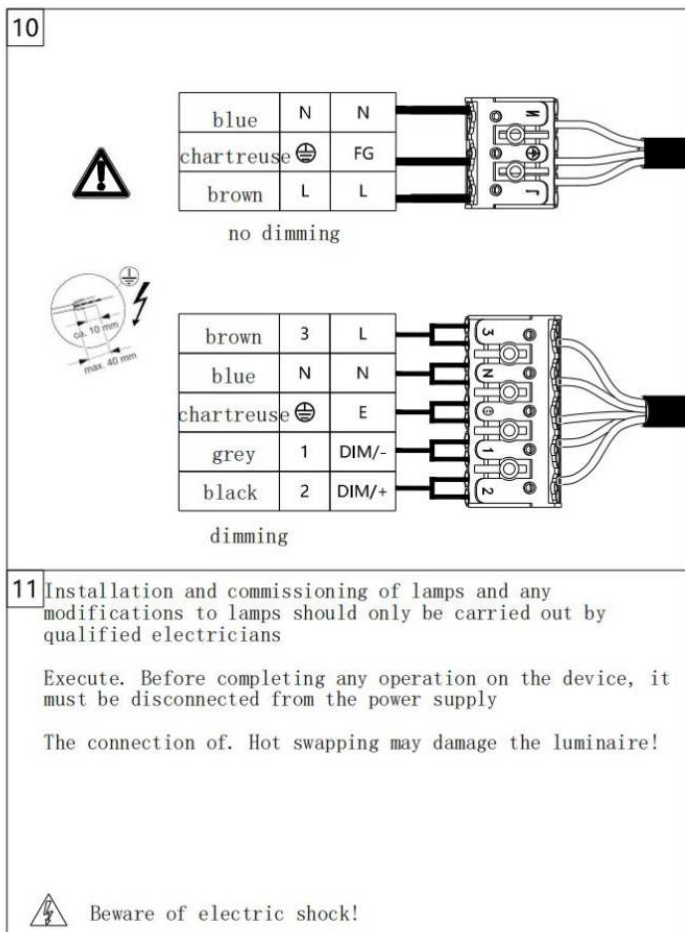 10
blue N N
chartreuse FG
brown L L
no dimming
ca. 10 mm
max. 40 mm
N
L
brown 3 L
blue N N
chartreuse E
grey 1 DIM/-
black 2 DIM/+
3
N
1
2
dimming
11 Installation and commissioning of lamps and any
modifications to lamps should only be carried out by
qualified electricians
Execute. Before completing any operation on the device, it
must be disconnected from the power supply
The connection of. Hot swapping may damage the luminaire!
Beware of electric shock!